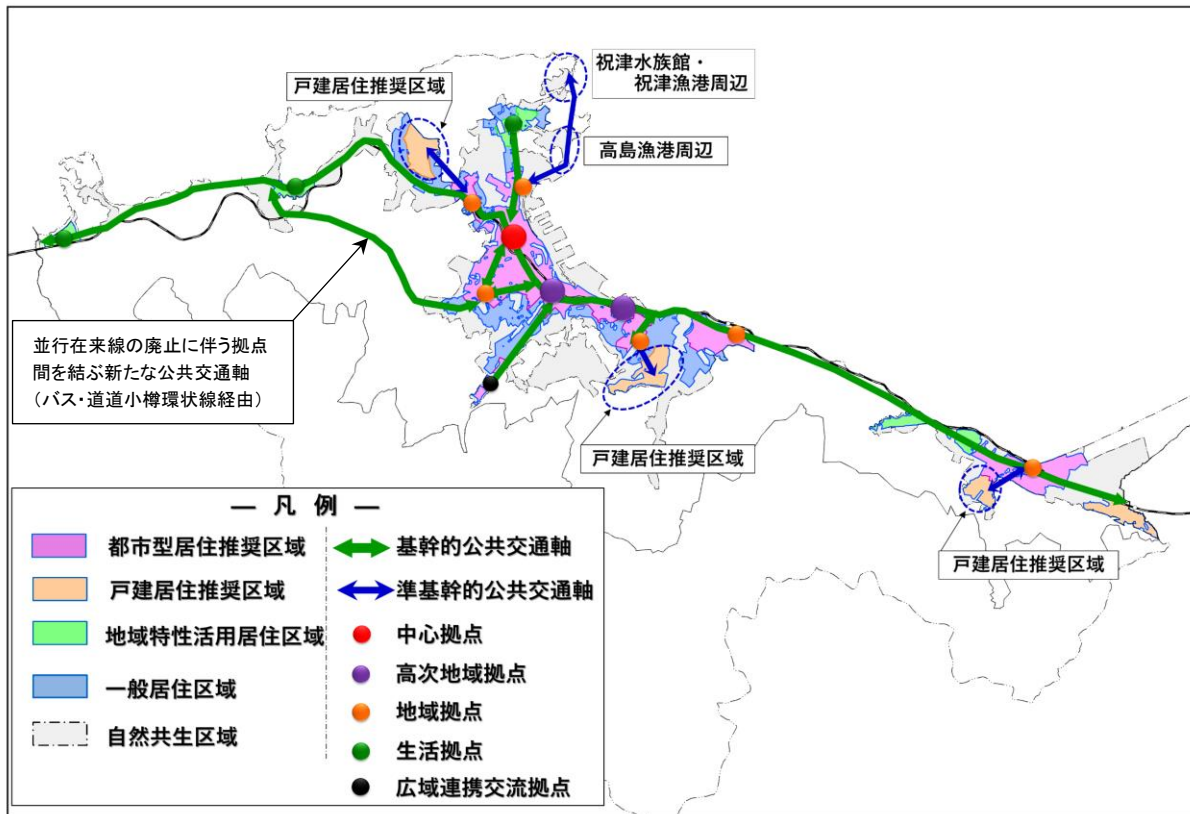 祝津水族館・
祝津漁港周辺
戸建居住推奨区域
高島漁港周辺
並行在来線の廃止に伴う拠点
間を結ぶ新たな公共交通軸
（バス・道道小樽環状線経由）
戸建居住推奨区域
戸建居住推奨区域
― 凡 例 ―
都市型居住推奨区域
戸建居住推奨区域
地域特性活用居住区域
一般居住区域
自然共生区域
基幹的公共交通軸
準基幹的公共交通軸
中心拠点
高次地域拠点
地域拠点
生活拠点
広域連携交流拠点